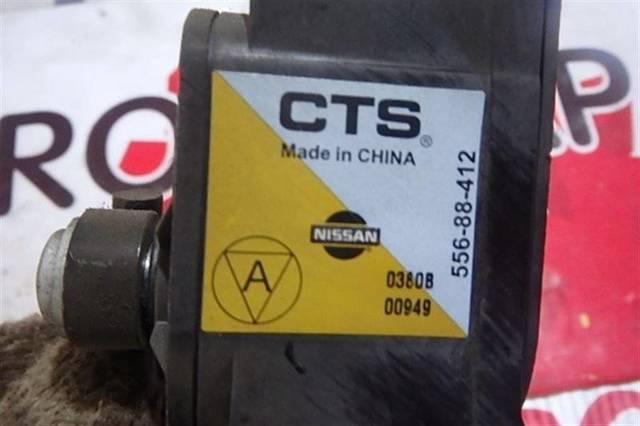 CTS®
Made in CHINA
556-88-412
NISSAN®
A
0380B
00949